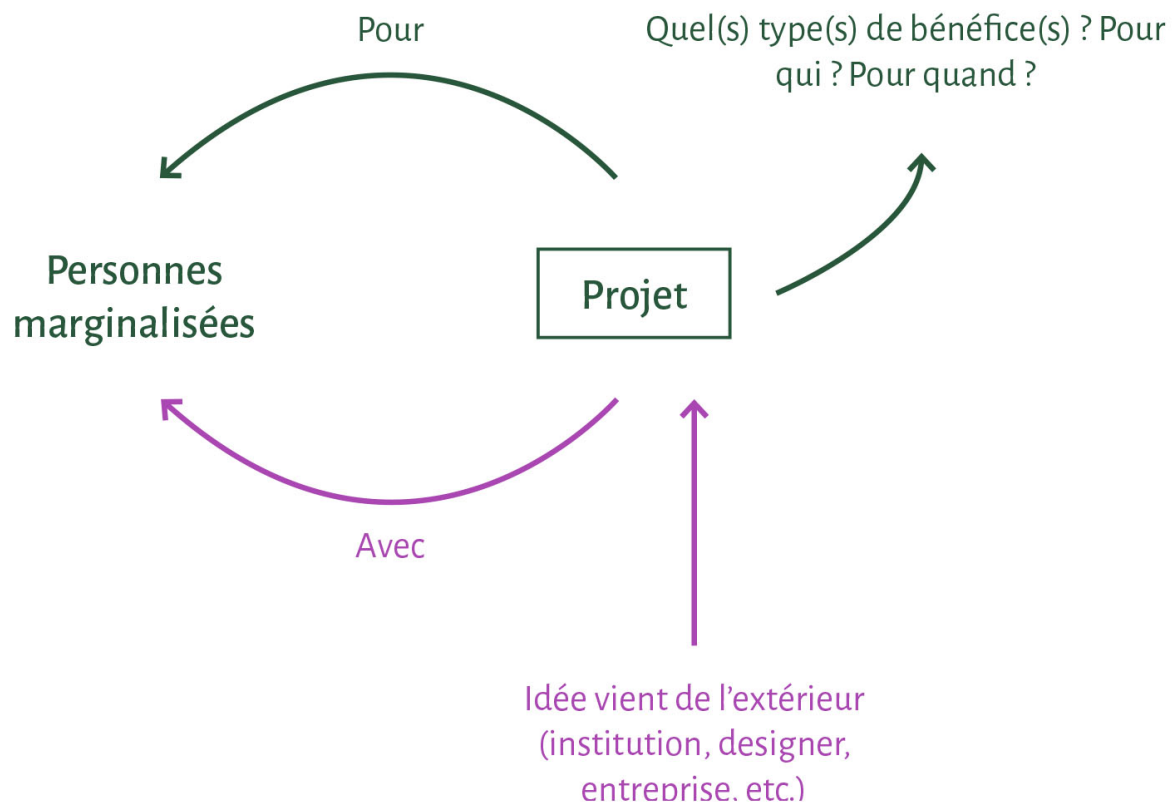 Pour
Quel(s) type(s) de bénéfice(s) ? Pour
qui ? Pour quand ?
Personnes
marginalisées
Projet
Avec
Idée vient de l’extérieur
(institution, designer,
entreprise, etc.)